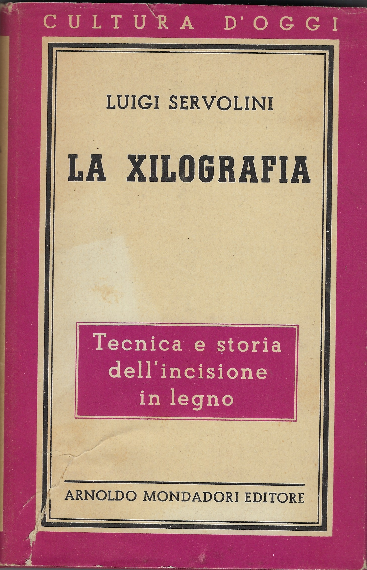 CULTURA D'OGGI
LUIGI SERVOLINI
LA XILOGRAFIA
Tecnica e storia
dell'incisione
in legno
ARNOLDO MONDADORI EDITORE